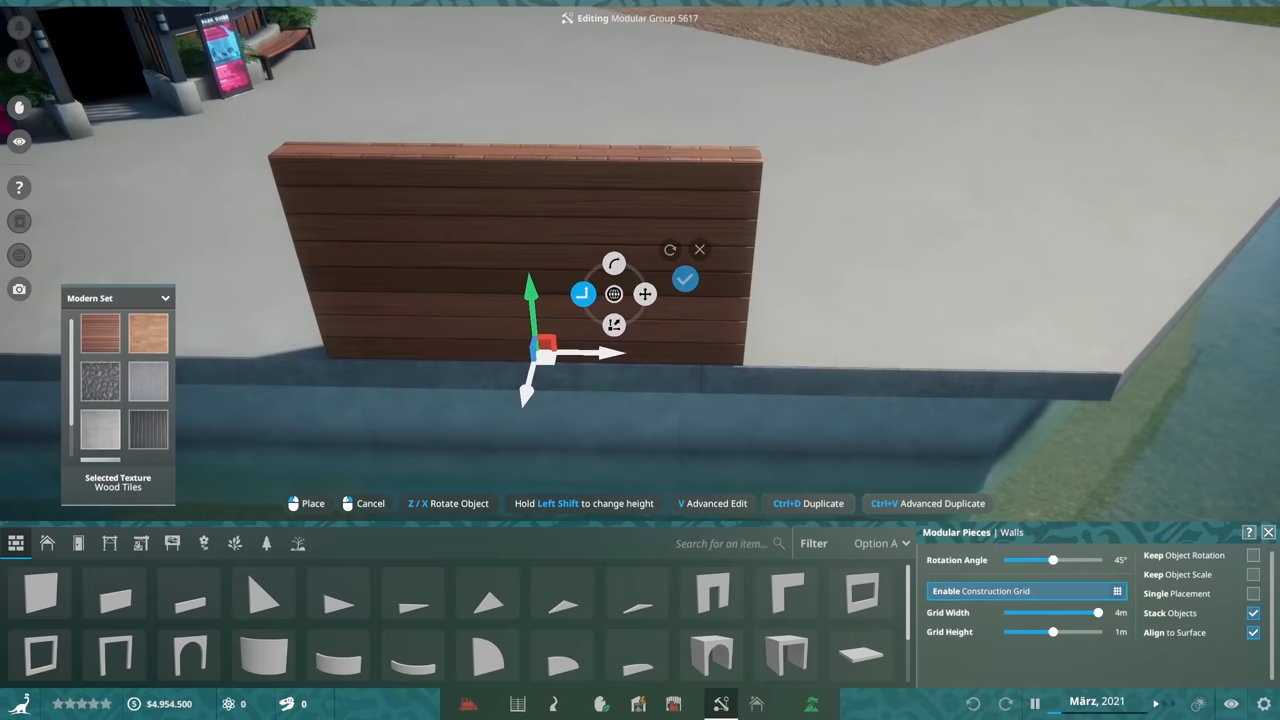 Editing Modular Group 5617
PARK GUIDE
Modern Set
Selected Texture
Wood Tiles
Place
Cancel
Z / X Rotate Object
Hold Left Shift to change height
V Advanced Edit
Ctrl+D Duplicate
Ctrl+V Advanced Duplicate
Search for an item...
Filter
Option A
Modular Pieces | Walls
Rotation Angle
45°
Enable Construction Grid
Grid Width
4m
Grid Height
1m
Keep Object Rotation
Keep Object Scale
Single Placement
Stack Objects
Align to Surface
$4.954.500
0
0
März, 2021